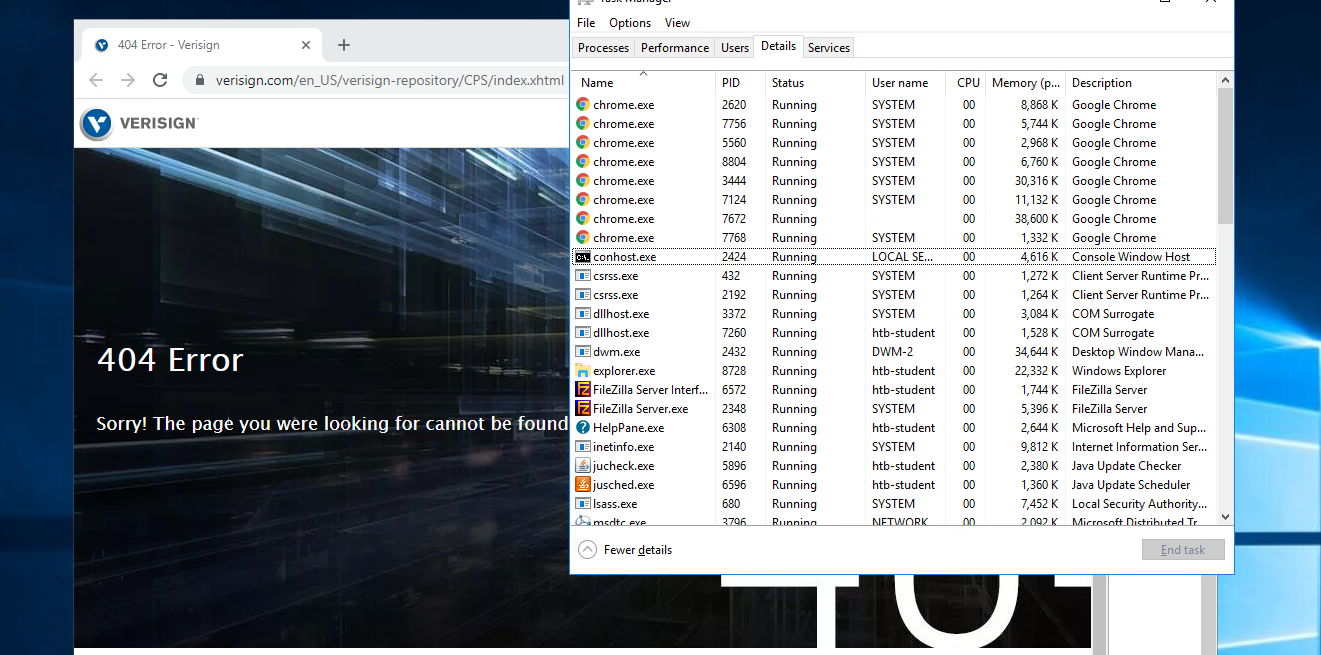 404 Error - Verisign
verisign.com/en_US/verisign-repository/CPS/index.xhtml
VERISIGN
404 Error
Sorry! The page you were looking for cannot be found
Task Manager
File Options View
Processes Performance Users Details Services
Name PID Status User name CPU Memory (p... Description
chrome.exe 2620 Running SYSTEM 00 8,868 K Google Chrome
chrome.exe 7756 Running SYSTEM 00 5,744 K Google Chrome
chrome.exe 5560 Running SYSTEM 00 2,968 K Google Chrome
chrome.exe 8804 Running SYSTEM 00 6,760 K Google Chrome
chrome.exe 3444 Running SYSTEM 00 30,316 K Google Chrome
chrome.exe 7124 Running SYSTEM 00 11,132 K Google Chrome
chrome.exe 7672 Running 00 38,600 K Google Chrome
chrome.exe 7768 Running SYSTEM 00 1,332 K Google Chrome
conhost.exe 2424 Running LOCAL SE... 00 4,616 K Console Window Host
csrss.exe 432 Running SYSTEM 00 1,272 K Client Server Runtime Pr...
csrss.exe 2192 Running SYSTEM 00 1,264 K Client Server Runtime Pr...
dllhost.exe 3372 Running SYSTEM 00 3,084 K COM Surrogate
dllhost.exe 7260 Running htb-student 00 1,528 K COM Surrogate
dwm.exe 2432 Running DWM-2 00 34,644 K Desktop Window Mana...
explorer.exe 8728 Running htb-student 00 22,332 K Windows Explorer
FileZilla Server Interf... 6572 Running htb-student 00 1,744 K FileZilla Server
FileZilla Server.exe 2348 Running SYSTEM 00 5,396 K FileZilla Server
HelpPane.exe 6308 Running htb-student 00 2,644 K Microsoft Help and Sup...
inetinfo.exe 2140 Running SYSTEM 00 9,812 K Internet Information Ser...
jucheck.exe 5896 Running htb-student 00 2,380 K Java Update Checker
jusched.exe 6596 Running htb-student 00 1,360 K Java Update Scheduler
lsass.exe 680 Running SYSTEM 00 7,452 K Local Security Authority...
msdtc.exe 3796 Running NETWORK 00 2,092 K Microsoft Distributed Tr
Fewer details
End task